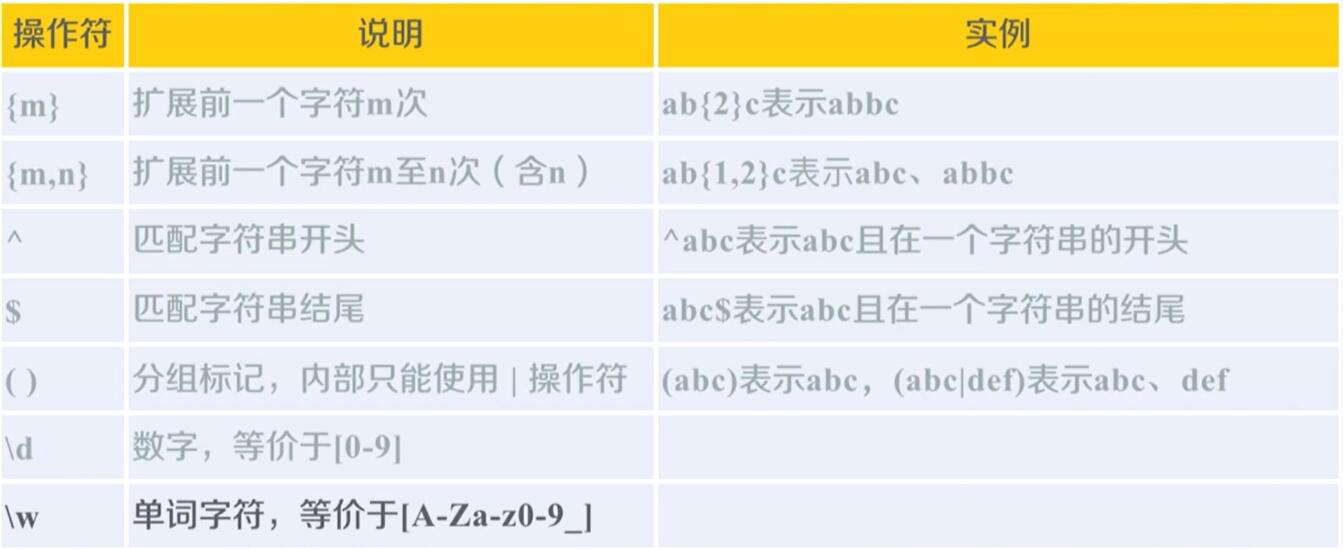 操作符 说明 实例
{m} 扩展前一个字符m次 ab{2}c表示abbc
{m,n} 扩展前一个字符m至n次（含n） ab{1,2}c表示abc、abbc
^ 匹配字符串开头 ^abc表示abc且在一个字符串的开头
$ 匹配字符串结尾 abc$表示abc且在一个字符串的结尾
( ) 分组标记，内部只能使用 | 操作符 (abc)表示abc，(abc|def)表示abc、def
\d 数字，等价于[0-9]
\w 单词字符，等价于[A-Za-z0-9_]